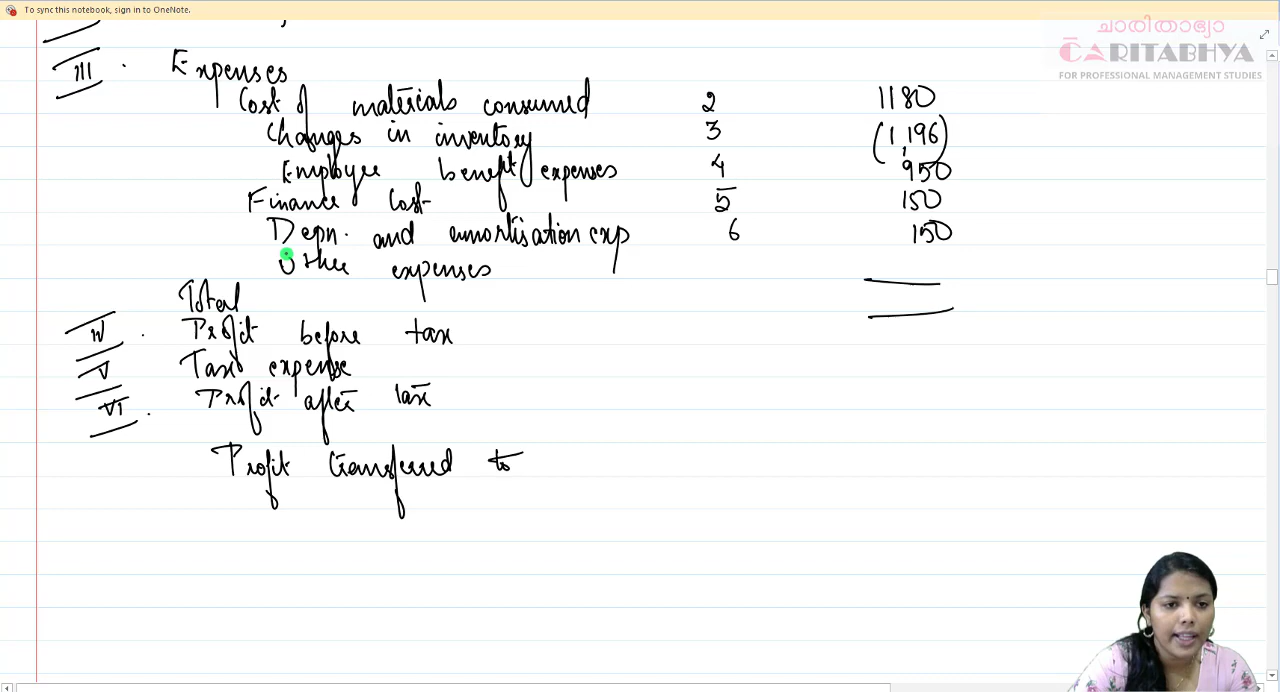 To sync this notebook, sign in to OneNote.
ചാരിതാഭ്യാ
CARITABHYA
FOR PROFESSIONAL MANAGEMENT STUDIES
III . Expenses
Cost of materials consumed 2 1180
Changes in inventory 3 (1,196)
Employee benefit expenses 4 950
Finance Cost 5 150
Depn. and amortisation exp 6 150
Other expenses
Total
IV . Profit before tax
V Tax expense
VI . Profit after tax
Profit transferred to